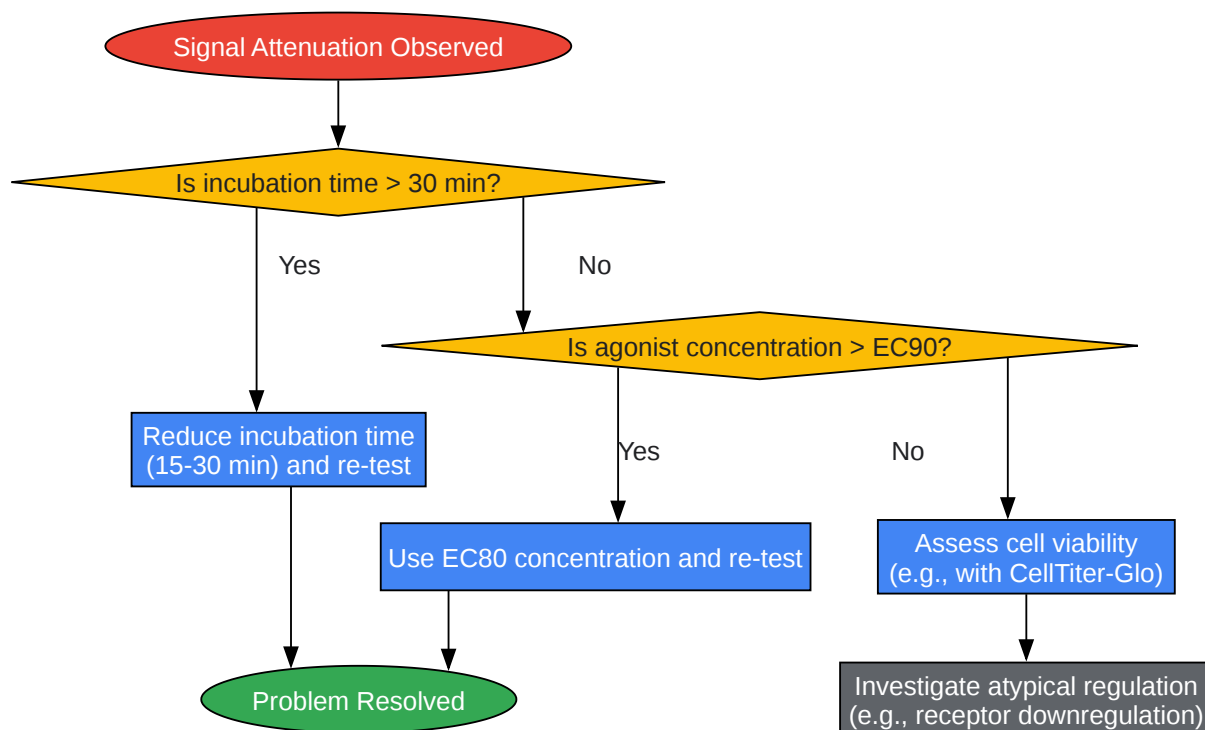 Signal Attenuation Observed
Is incubation time > 30 min?
Yes
No
Is agonist concentration > EC90?
Reduce incubation time
(15-30 min) and re-test
Yes
No
Use EC80 concentration and re-test
Assess cell viability
(e.g., with CellTiter-Glo)
Problem Resolved
Investigate atypical regulation
(e.g., receptor downregulation)